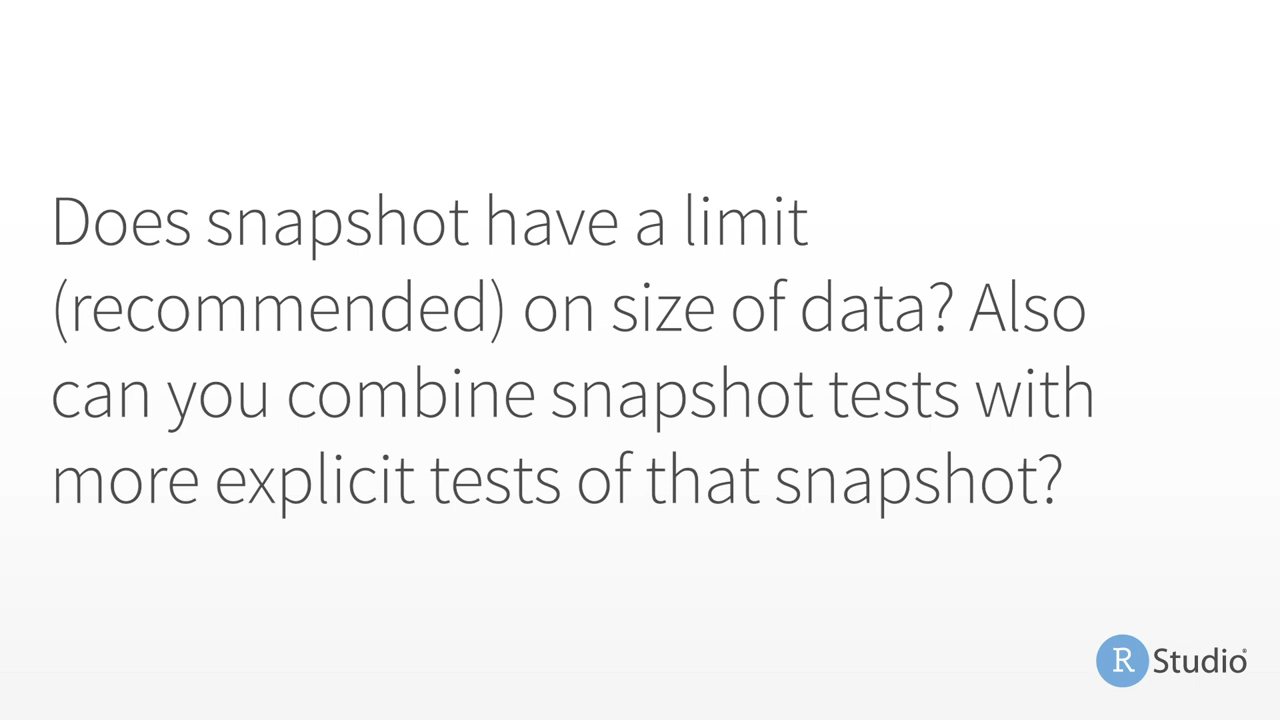 Does snapshot have a limit
(recommended) on size of data? Also
can you combine snapshot tests with
more explicit tests of that snapshot?
R Studio®